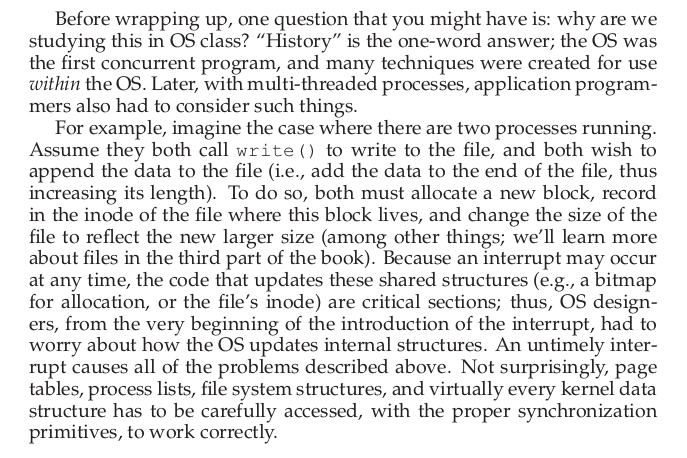 Before wrapping up, one question that you might have is: why are we
studying this in OS class? “History” is the one-word answer; the OS was
the first concurrent program, and many techniques were created for use
within the OS. Later, with multi-threaded processes, application program-
mers also had to consider such things.
For example, imagine the case where there are two processes running.
Assume they both call write() to write to the file, and both wish to
append the data to the file (i.e., add the data to the end of the file, thus
increasing its length). To do so, both must allocate a new block, record
in the inode of the file where this block lives, and change the size of the
file to reflect the new larger size (among other things; we’ll learn more
about files in the third part of the book). Because an interrupt may occur
at any time, the code that updates these shared structures (e.g., a bitmap
for allocation, or the file’s inode) are critical sections; thus, OS design-
ers, from the very beginning of the introduction of the interrupt, had to
worry about how the OS updates internal structures. An untimely inter-
rupt causes all of the problems described above. Not surprisingly, page
tables, process lists, file system structures, and virtually every kernel data
structure has to be carefully accessed, with the proper synchronization
primitives, to work correctly.